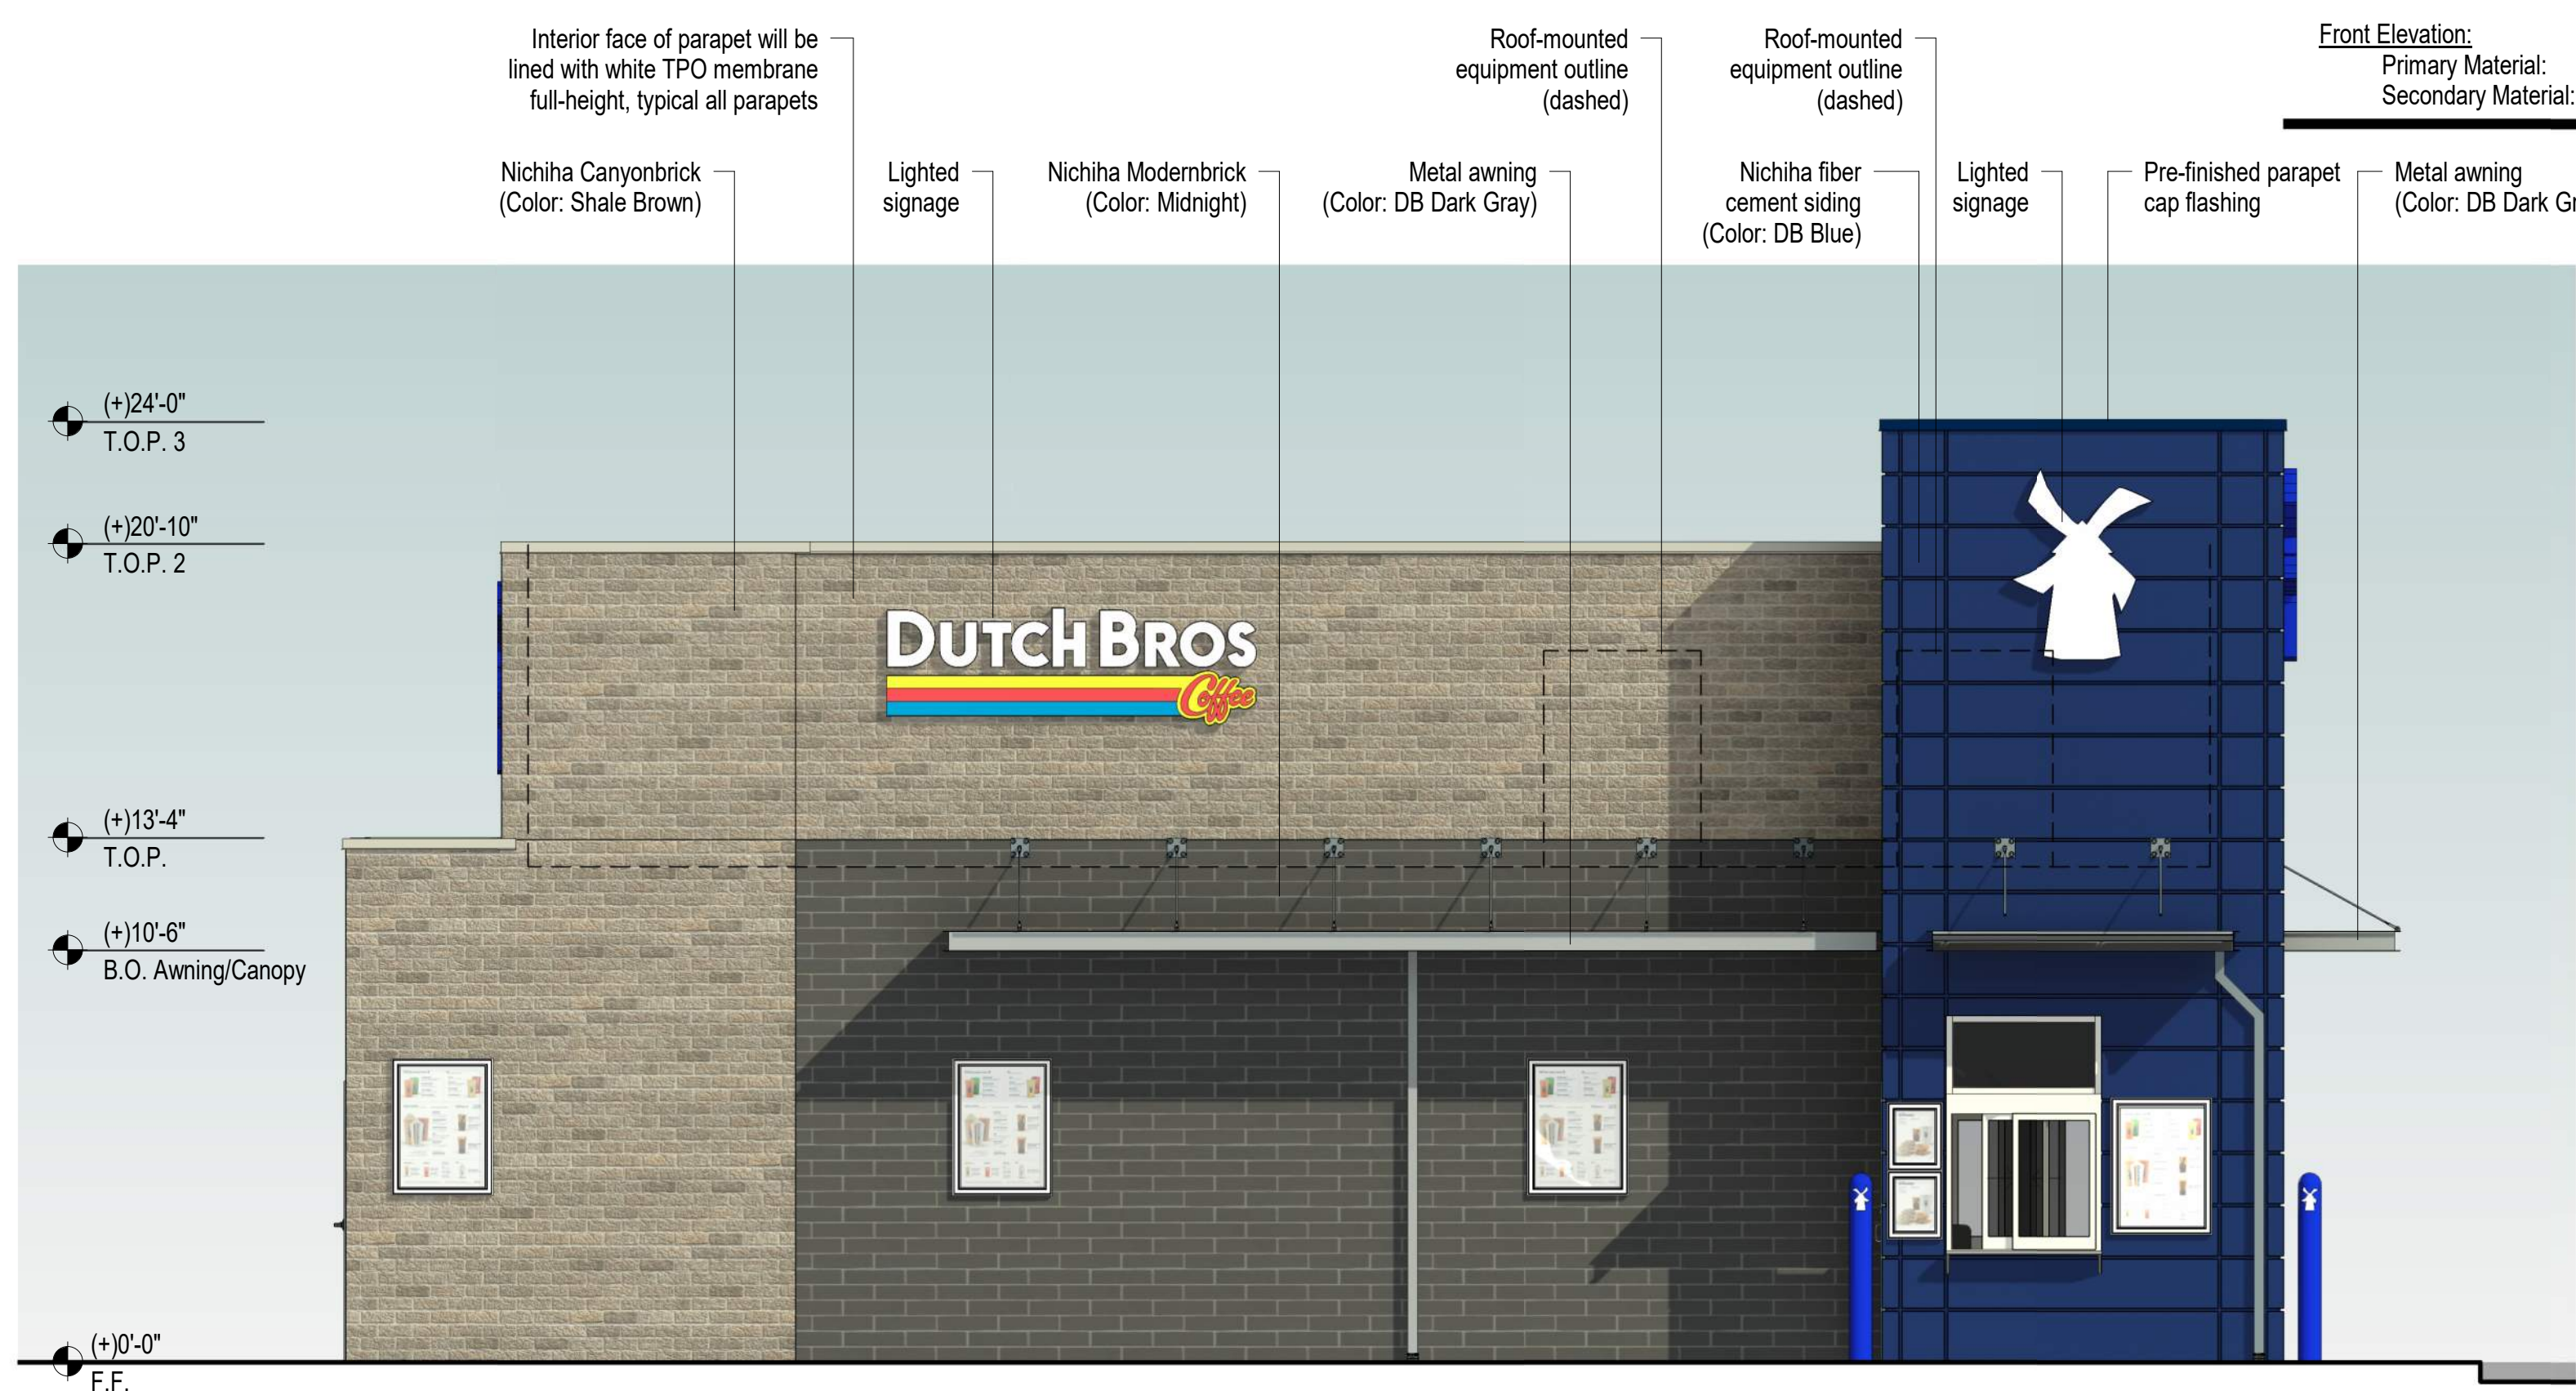 Interior face of parapet will be
lined with white TPO membrane
full-height, typical all parapets
Roof-mounted
equipment outline
(dashed)
Roof-mounted
equipment outline
(dashed)
Front Elevation:
Primary Material:
Secondary Material:
Nichiha Canyonbrick
(Color: Shale Brown)
Lighted
signage
Nichiha Modernbrick
(Color: Midnight)
Metal awning
(Color: DB Dark Gray)
Nichiha fiber
cement siding
(Color: DB Blue)
Lighted
signage
Pre-finished parapet
cap flashing
Metal awning
(Color: DB Dark
(+)24'-0"
T.O.P. 3
(+)20'-10"
T.O.P. 2
DUTCH BROS
Coffee
(+)13'-4"
T.O.P.
(+)10'-6"
B.O. Awning/Canopy
(+)0'-0"
F.F.